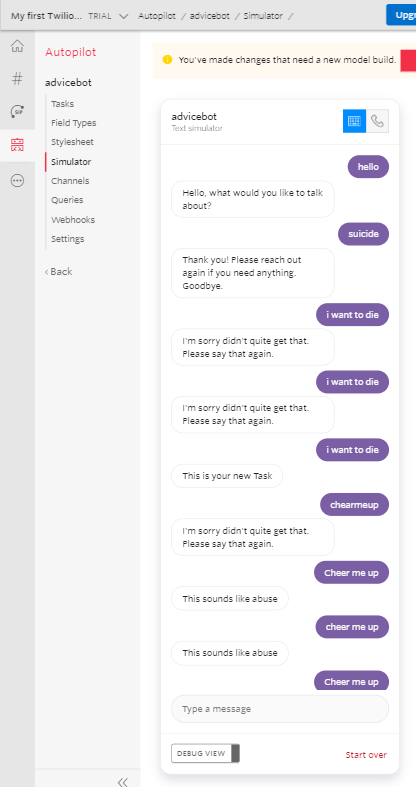 My first Twilio... TRIAL Autopilot / advicebot / Simulator /
Upgr
Autopilot
You've made changes that need a new model build.
advicebot
Tasks
Field Types
Stylesheet
Simulator
Channels
Queries
Webhooks
Settings
‹ Back
SIP
advicebot
Text simulator
hello
Hello, what would you like to talk
about?
suicide
Thank you! Please reach out
again if you need anything.
Goodbye.
i want to die
I'm sorry didn't quite get that.
Please say that again.
i want to die
I'm sorry didn't quite get that.
Please say that again.
i want to die
This is your new Task
chearmeup
I'm sorry didn't quite get that.
Please say that again.
Cheer me up
This sounds like abuse
cheer me up
This sounds like abuse
Cheer me up
Type a message
DEBUG VIEW
Start over